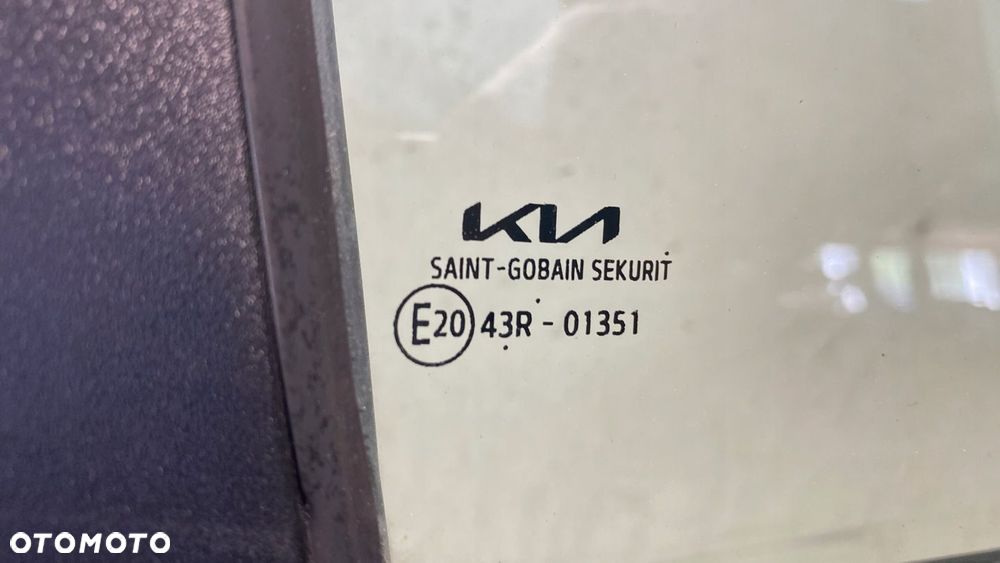 KIA
SAINT-GOBAIN SEKURIT
E20 43R - 01351
OTOMOTO